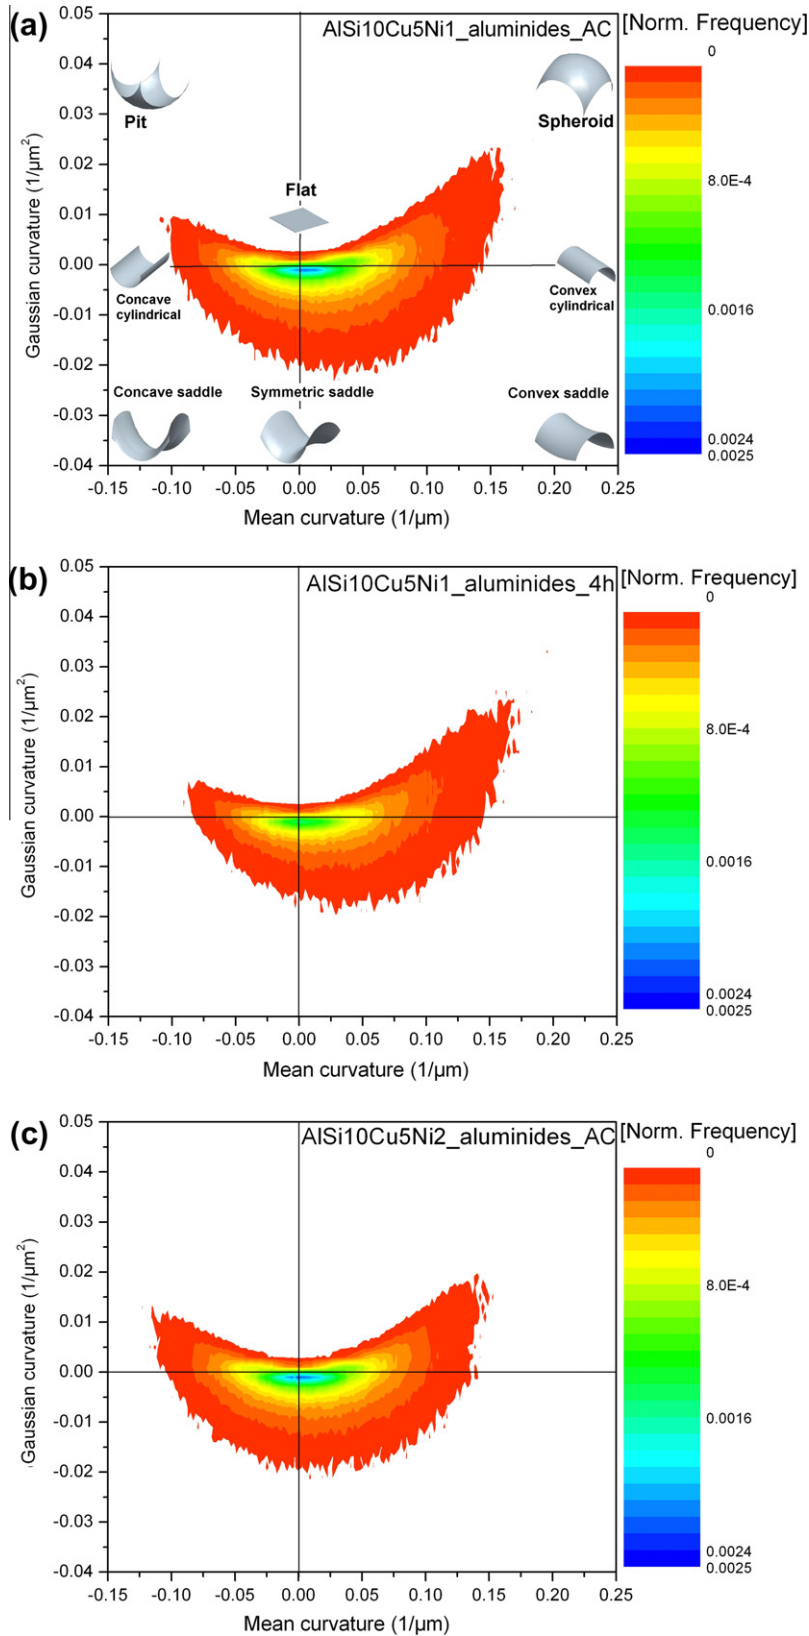 (a)
AlSi10Cu5Ni1_aluminides_AC
[Norm. Frequency]
0.05
0.04
0.03
0.02
0.01
0.00
-0.01
-0.02
-0.03
-0.04
Gaussian curvature (1/µm²)
Pit
Spheroid
Flat
Concave
cylindrical
Convex
cylindrical
Concave saddle
Symmetric saddle
Convex saddle
-0.15 -0.10 -0.05 0.00 0.05 0.10 0.15 0.20 0.25
Mean curvature (1/µm)
0
8.0E-4
0.0016
0.0024
0.0025
(b)
AlSi10Cu5Ni1_aluminides_4h
[Norm. Frequency]
0.05
0.04
0.03
0.02
0.01
0.00
-0.01
-0.02
-0.03
-0.04
Gaussian curvature (1/µm²)
-0.15 -0.10 -0.05 0.00 0.05 0.10 0.15 0.20 0.25
Mean curvature (1/µm)
0
8.0E-4
0.0016
0.0024
0.0025
(c)
AlSi10Cu5Ni2_aluminides_AC
[Norm. Frequency]
0.05
0.04
0.03
0.02
0.01
0.00
-0.01
-0.02
-0.03
-0.04
Gaussian curvature (1/µm²)
-0.15 -0.10 -0.05 0.00 0.05 0.10 0.15 0.20 0.25
Mean curvature (1/µm)
0
8.0E-4
0.0016
0.0024
0.0025